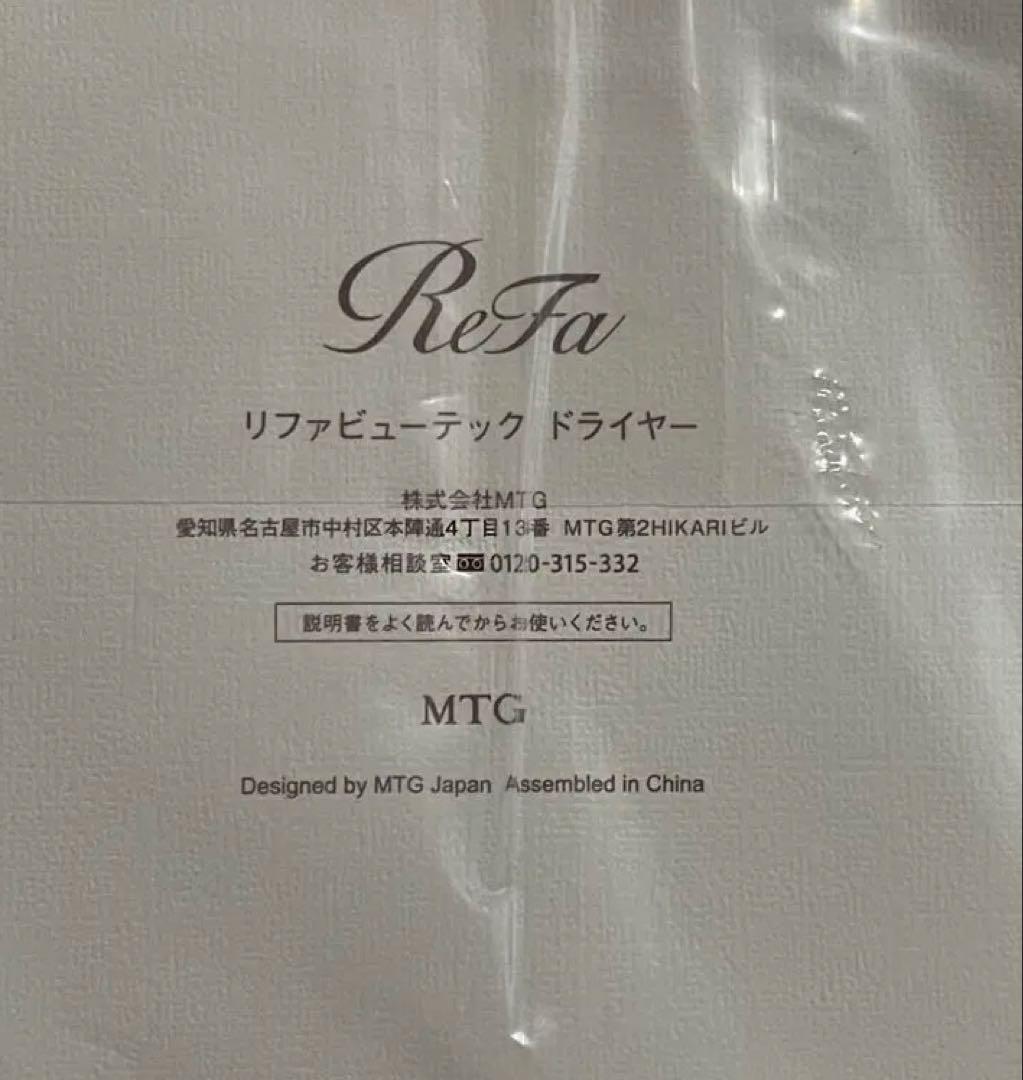 ReFa
リファビューテック ドライヤー
株式会社MTG
愛知県名古屋市中村区本陣通4丁目13番 MTG第2HIKARIビル
お客様相談室 0120-315-332
説明書をよく読んでからお使いください。
MTG
Designed by MTG Japan Assembled in China